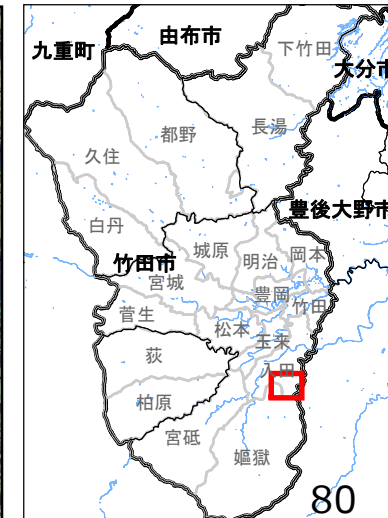 由布市
九重町
下竹田
大分市
都野
長湯
久住
豊後大野市
白丹
城原
明治
岡本
竹田市
宮城
豊岡
竹田
菅生
松本
玉来
荻
入田
柏原
宮砥
嫗獄
80